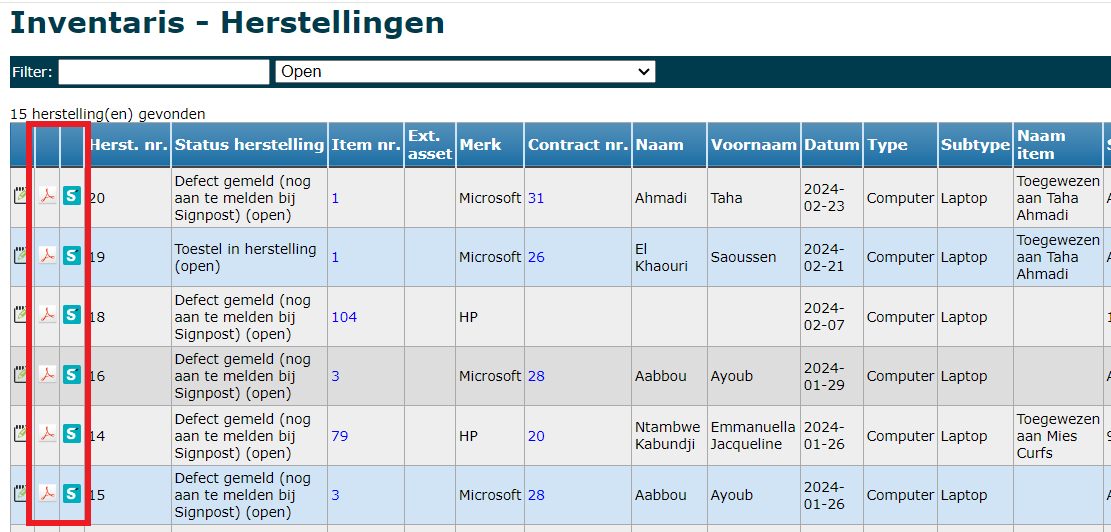 Inventaris - Herstellingen
Filter: Open
15 herstelling(en) gevonden
Herst. nr. Status herstelling Item nr. Ext. asset Merk Contract nr. Naam Voornaam Datum Type Subtype Naam item
20 Defect gemeld (nog aan te melden bij Signpost) (open) 1 Microsoft 31 Ahmadi Taha 2024-02-23 Computer Laptop Toegewezen aan Taha Ahmadi
19 Toestel in herstelling (open) 1 Microsoft 26 El Khaouri Saoussen 2024-02-21 Computer Laptop Toegewezen aan Taha Ahmadi
18 Defect gemeld (nog aan te melden bij Signpost) (open) 104 HP 2024-02-07 Computer Laptop
16 Defect gemeld (nog aan te melden bij Signpost) (open) 3 Microsoft 28 Aabbou Ayoub 2024-01-29 Computer Laptop
14 Defect gemeld (nog aan te melden bij Signpost) (open) 79 HP 20 Ntambwe Kabundji Emmanuella Jacqueline 2024-01-26 Computer Laptop Toegewezen aan Mies Curfs
15 Defect gemeld (nog aan te melden bij Signpost) (open) 3 Microsoft 28 Aabbou Ayoub 2024-01-26 Computer Laptop